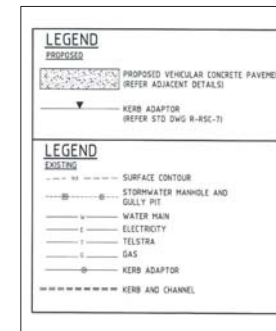 LEGEND
PROPOSED
PROPOSED VEHICULAR CONCRETE PAVEME
(REFER ADJACENT DETAILS)
KERB ADAPTOR
(REFER STD DWG R-RSC-7)
LEGEND
EXISTING
SURFACE CONTOUR
STORMWATER MANHOLE AND
GULLY PIT
W WATER MAIN
E ELECTRICITY
T TELSTRA
G GAS
KERB ADAPTOR
KERB AND CHANNEL